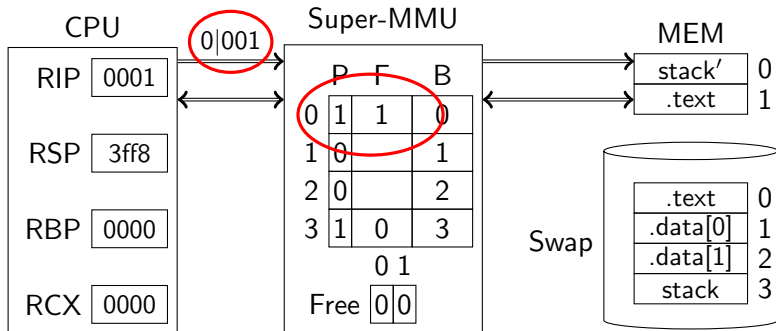 CPU
0|001
Super-MMU
MEM
RIP 0001
RSP 3ff8
RBP 0000
RCX 0000
P F B
0 1 1 0
1 0 1
2 0 2
3 1 0 3
0 1
Free 0 0
stack′ 0
.text 1
Swap
.text 0
.data[0] 1
.data[1] 2
stack 3